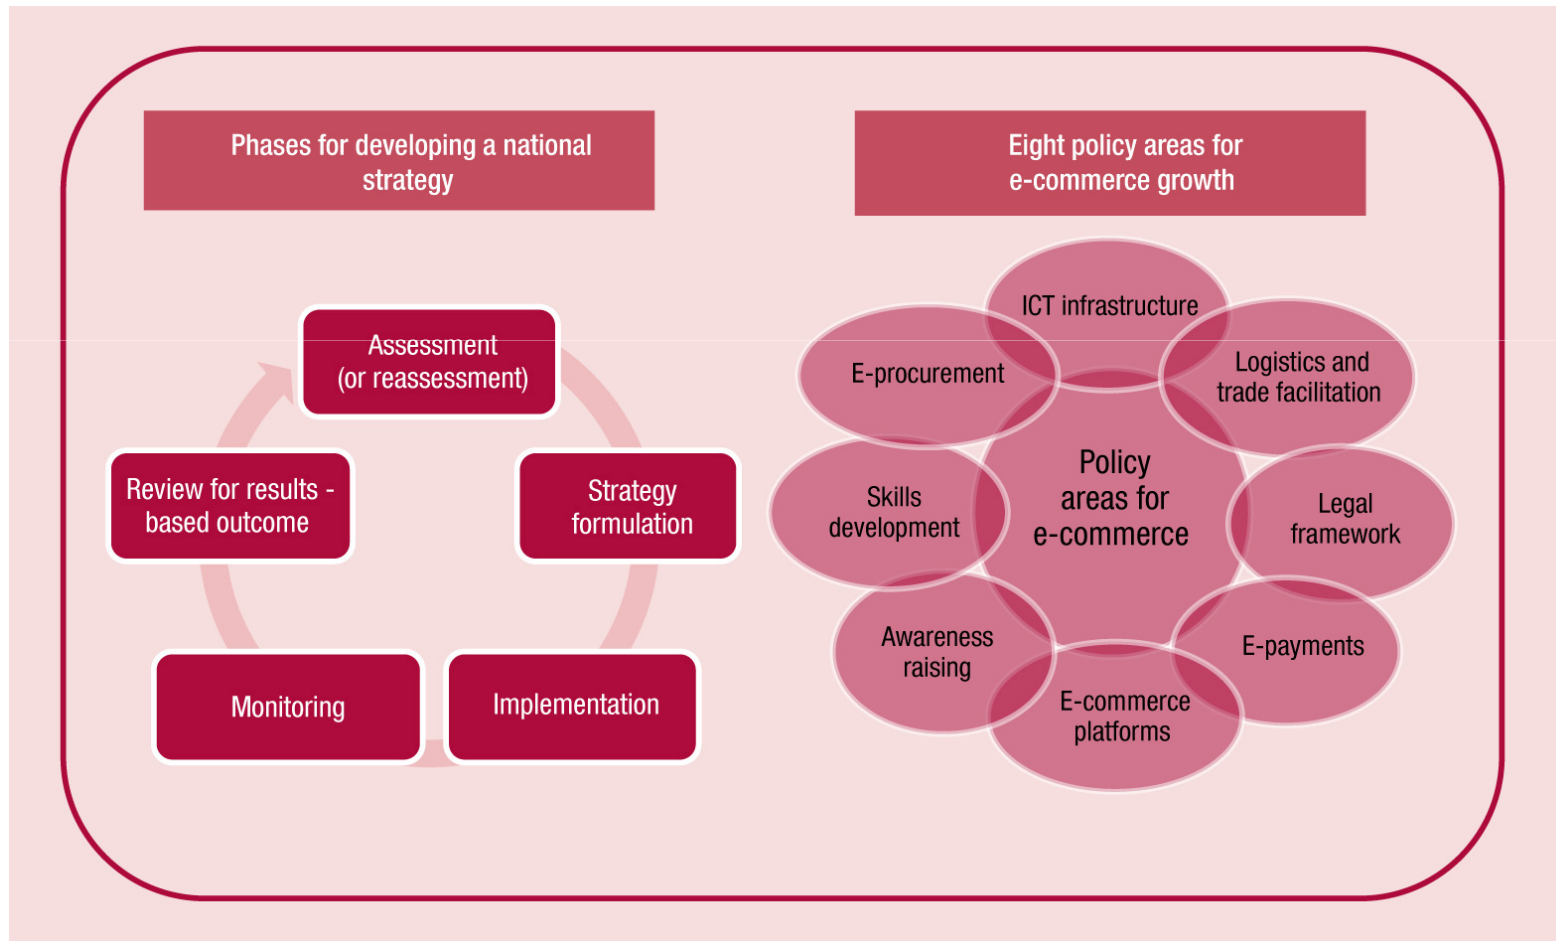 Phases for developing a national
strategy
Assessment
(or reassessment)
Strategy
formulation
Implementation
Monitoring
Review for results -
based outcome
Eight policy areas for
e-commerce growth
ICT infrastructure
Logistics and
trade facilitation
Legal
framework
E-payments
E-commerce
platforms
Awareness
raising
Skills
development
E-procurement
Policy
areas for
e-commerce